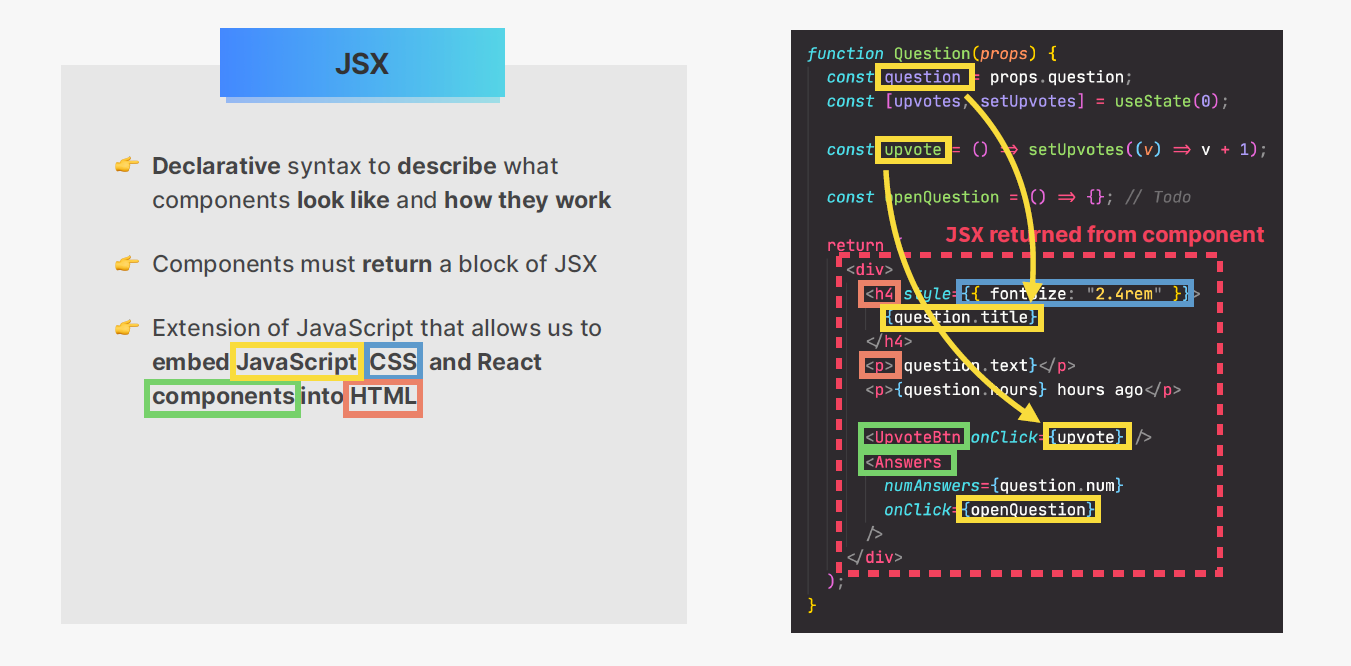 JSX
👉 Declarative syntax to describe what
components look like and how they work
👉 Components must return a block of JSX
👉 Extension of JavaScript that allows us to
embed JavaScript CSS and React
components into HTML
function Question(props) {
const question = props.question;
const [upvotes, setUpvotes] = useState(0);
const upvote = () => setUpvotes((v) => v + 1);
const openQuestion = () => {}; // Todo
JSX returned from component
return (
<div>
<h4 style={{ fontSize: "2.4rem" }}>
{question.title}
</h4>
<p>{question.text}</p>
<p>{question.hours} hours ago</p>
<UpvoteBtn onClick={upvote} />
<Answers
numAnswers={question.num}
onClick={openQuestion}
/>
</div>
);
}